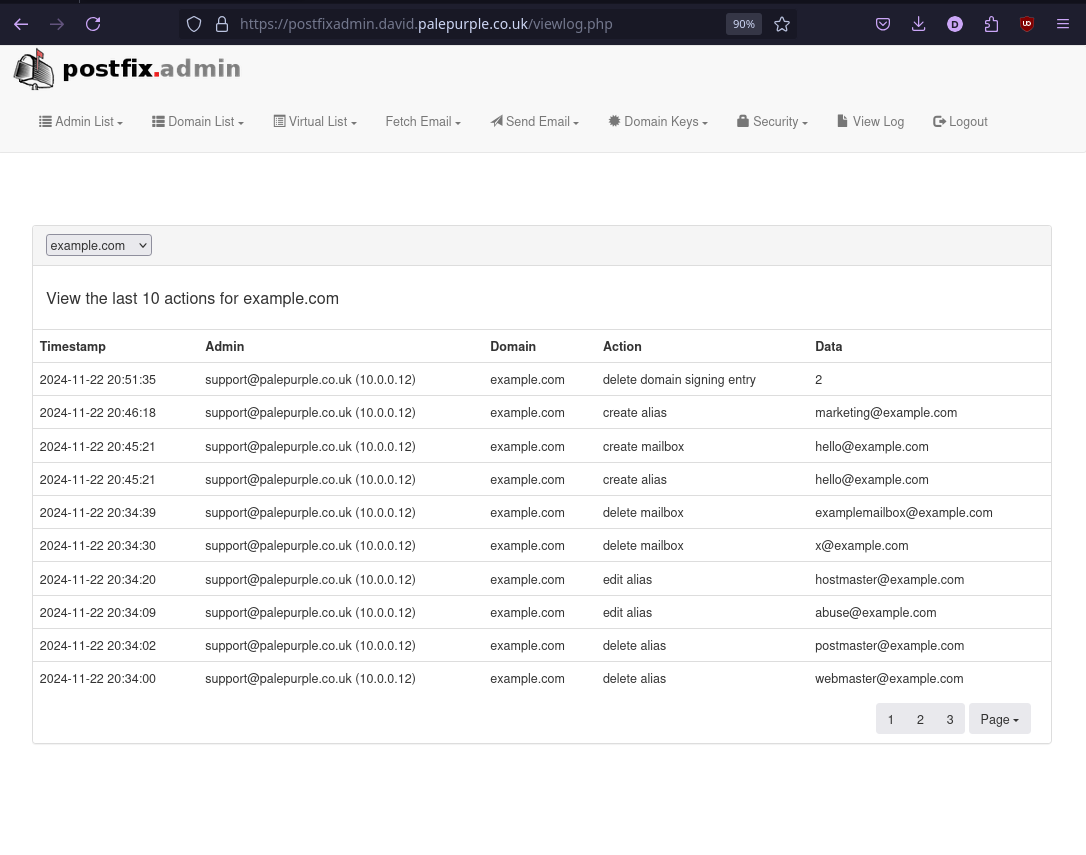 https://postfixadmin.david.palepurple.co.uk/viewlog.php 90% D UD
postfix.admin
Admin List Domain List Virtual List Fetch Email Send Email Domain Keys Security View Log Logout
example.com
View the last 10 actions for example.com
Timestamp Admin Domain Action Data
2024-11-22 20:51:35 support@palepurple.co.uk (10.0.0.12) example.com delete domain signing entry 2
2024-11-22 20:46:18 support@palepurple.co.uk (10.0.0.12) example.com create alias marketing@example.com
2024-11-22 20:45:21 support@palepurple.co.uk (10.0.0.12) example.com create mailbox hello@example.com
2024-11-22 20:45:21 support@palepurple.co.uk (10.0.0.12) example.com create alias hello@example.com
2024-11-22 20:34:39 support@palepurple.co.uk (10.0.0.12) example.com delete mailbox examplemailbox@example.com
2024-11-22 20:34:30 support@palepurple.co.uk (10.0.0.12) example.com delete mailbox x@example.com
2024-11-22 20:34:20 support@palepurple.co.uk (10.0.0.12) example.com edit alias hostmaster@example.com
2024-11-22 20:34:09 support@palepurple.co.uk (10.0.0.12) example.com edit alias abuse@example.com
2024-11-22 20:34:02 support@palepurple.co.uk (10.0.0.12) example.com delete alias postmaster@example.com
2024-11-22 20:34:00 support@palepurple.co.uk (10.0.0.12) example.com delete alias webmaster@example.com
1 2 3 Page